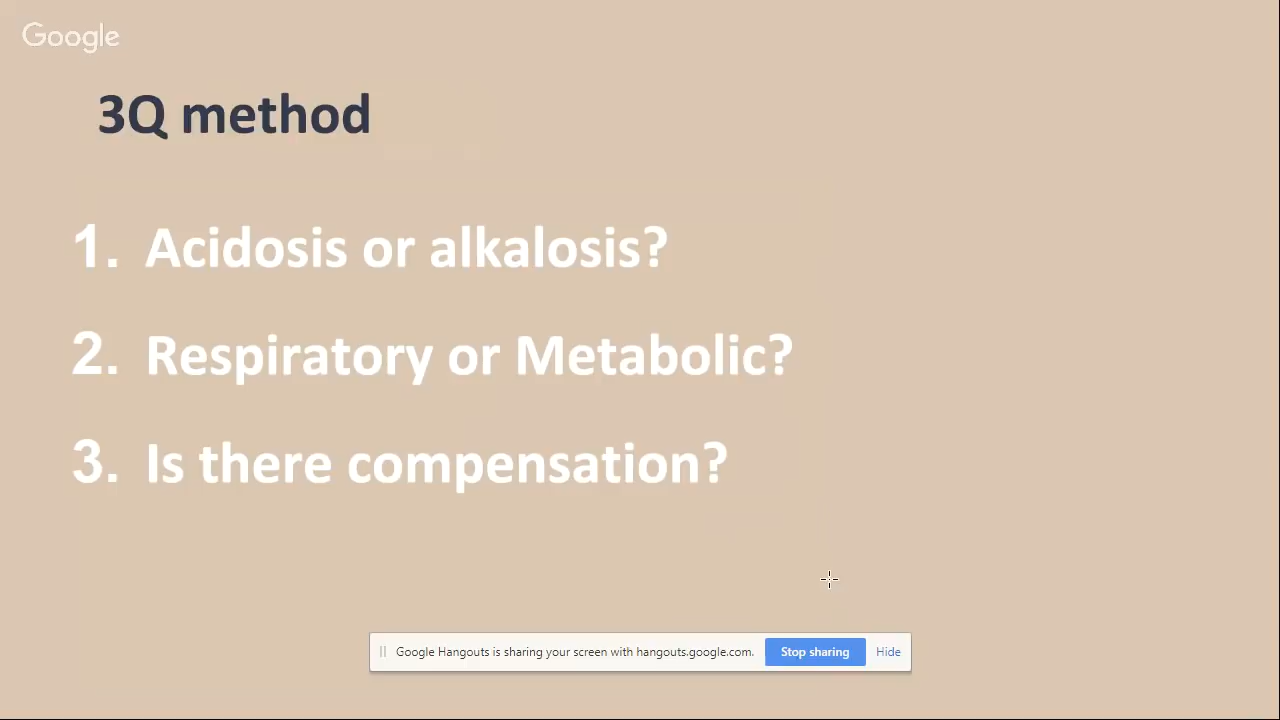 Google
3Q method
1. Acidosis or alkalosis?
2. Respiratory or Metabolic?
3. Is there compensation?
Google Hangouts is sharing your screen with hangouts.google.com. Stop sharing Hide